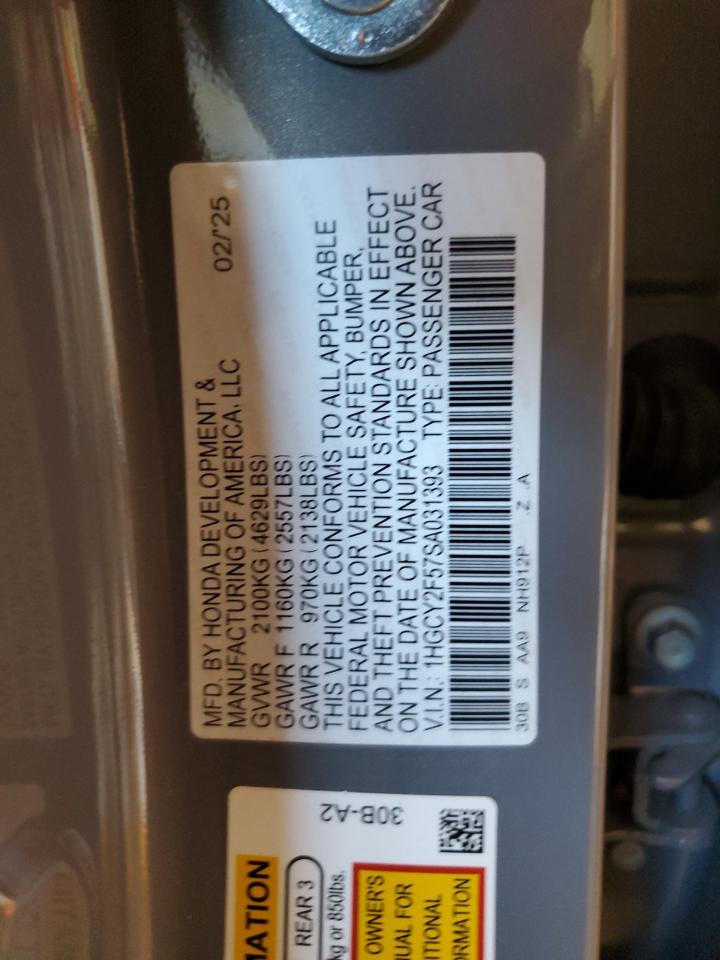 MFD. BY HONDA DEVELOPMENT & 02/'25
MANUFACTURING OF AMERICA, LLC
GVWR 2100KG (4629LBS)
GAWR F 1160KG (2557LBS)
GAWR R 970KG (2138LBS)
THIS VEHICLE CONFORMS TO ALL APPLICABLE
FEDERAL MOTOR VEHICLE SAFETY, BUMPER,
AND THEFT PREVENTION STANDARDS IN EFFECT
ON THE DATE OF MANUFACTURE SHOWN ABOVE.
V.I.N.: 1HGCY2F57SA031393 TYPE: PASSENGER CAR
30B S AA9 NH912P .Z .A
30B-A2
MATION
REAR 3
kg or 850lbs.
OWNER'S
UAL FOR
ITIONAL
ORMATION